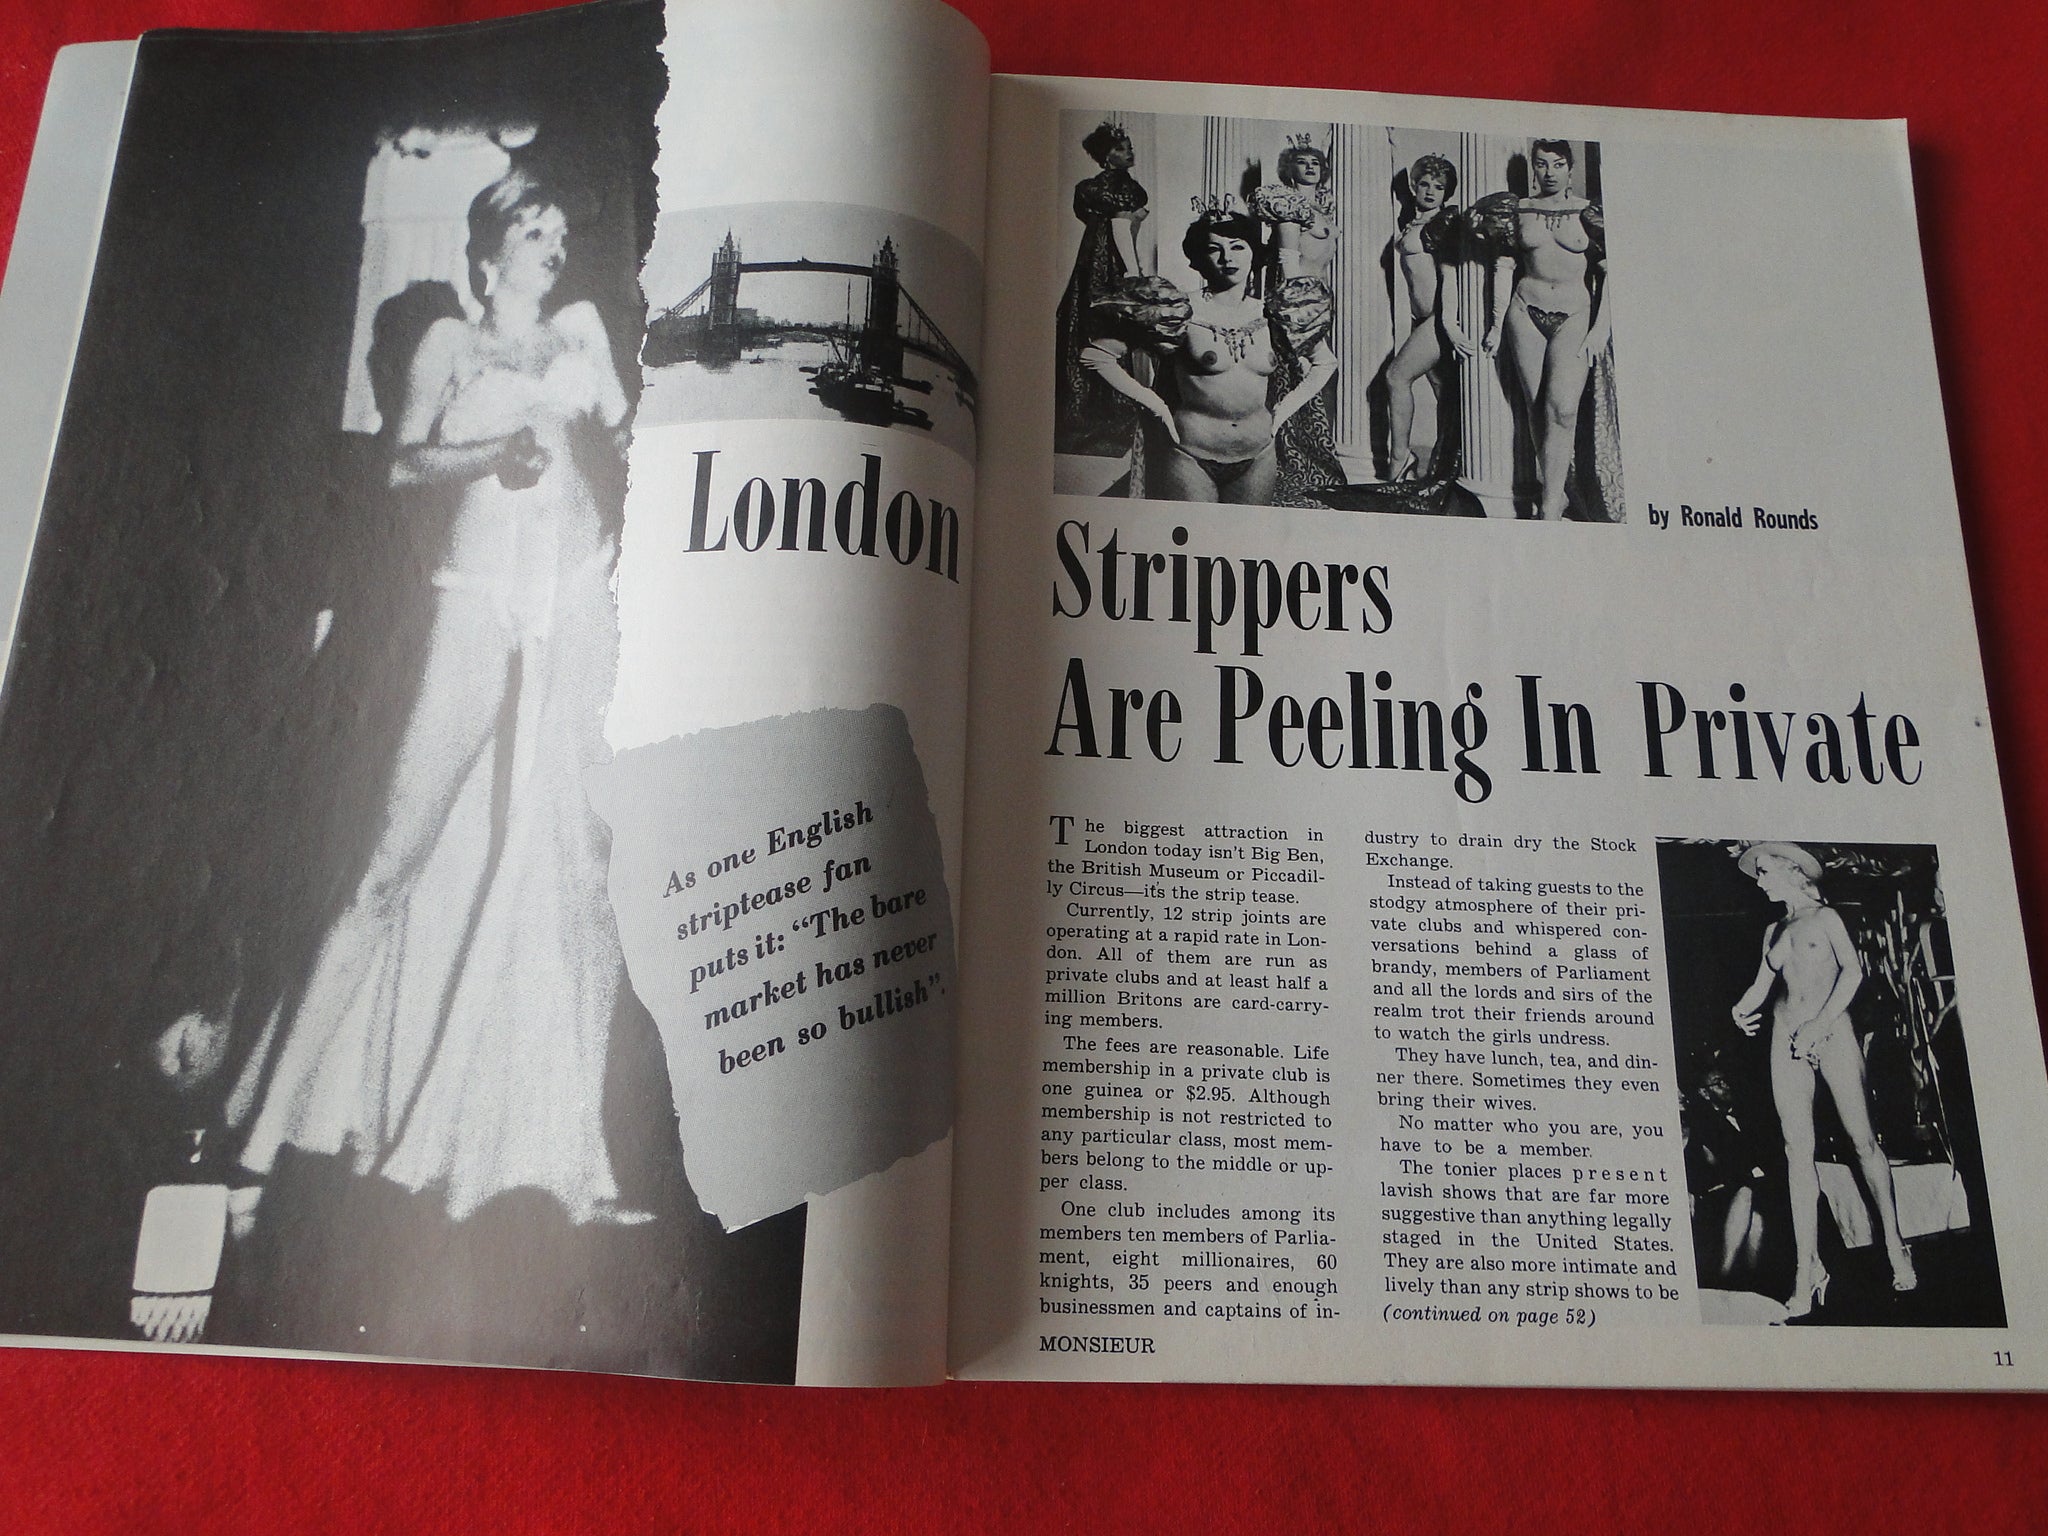 London
As one English
striptease fan
puts it: “The bare
market has never
been so bullish”.
by Ronald Rounds
Strippers
Are Peeling In Private
The biggest attraction in
London today isn't Big Ben,
the British Museum or Piccadil-
ly Circus—it's the strip tease.
Currently, 12 strip joints are
operating at a rapid rate in Lon-
don. All of them are run as
private clubs and at least half a
million Britons are card-carry-
ing members.
The fees are reasonable. Life
membership in a private club is
one guinea or $2.95. Although
membership is not restricted to
any particular class, most mem-
bers belong to the middle or up-
per class.
One club includes among its
members ten members of Parlia-
ment, eight millionaires, 60
knights, 35 peers and enough
businessmen and captains of in-
dustry to drain dry the Stock
Exchange.
Instead of taking guests to the
stodgy atmosphere of their pri-
vate clubs and whispered con-
versations behind a glass of
brandy, members of Parliament
and all the lords and sirs of the
realm trot their friends around
to watch the girls undress.
They have lunch, tea, and din-
ner there. Sometimes they even
bring their wives.
No matter who you are, you
have to be a member.
The tonier places present
lavish shows that are far more
suggestive than anything legally
staged in the United States.
They are also more intimate and
lively than any strip shows to be
(continued on page 52)
MONSIEUR
11